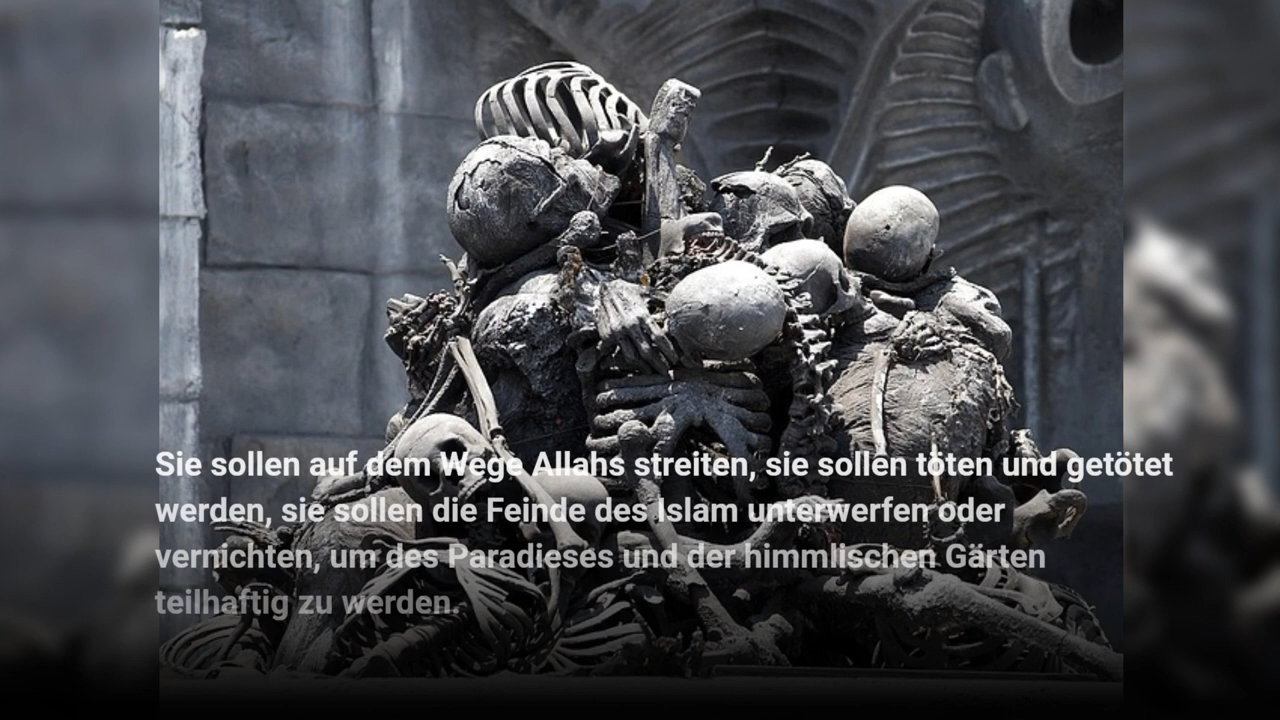 Sie sollen auf dem Wege Allahs streiten, sie sollen töten und getötet
werden, sie sollen die Feinde des Islam unterwerfen oder
vernichten, um des Paradieses und der himmlischen Gärten
teilhaftig zu werden.